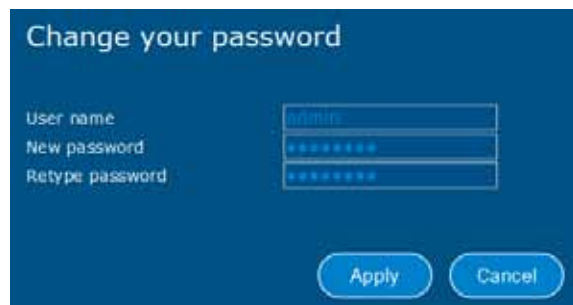 Change your password
User name admin
New password ********
Retype password ********
Apply Cancel